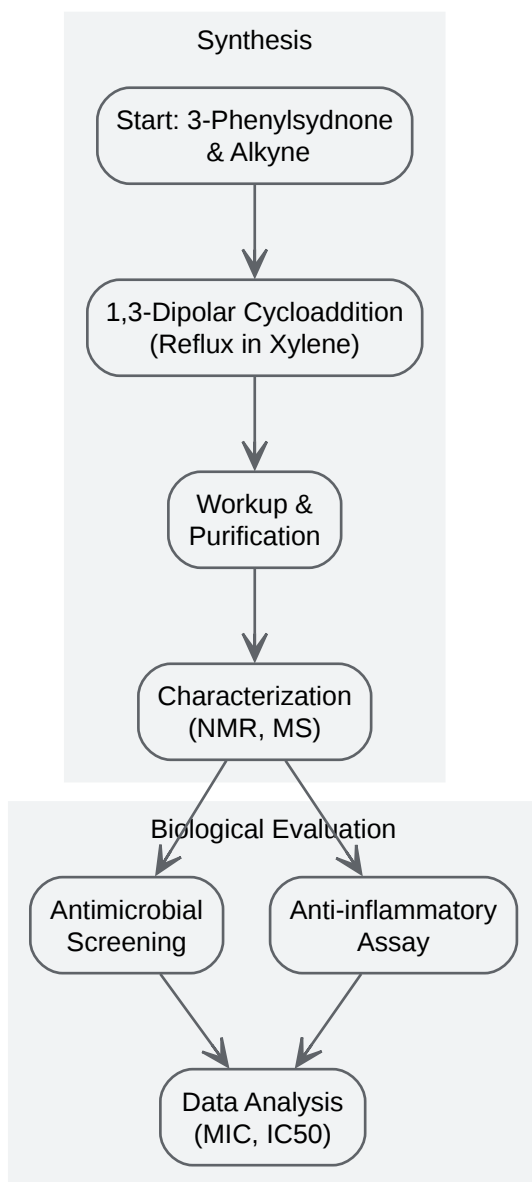 Synthesis
Start: 3-Phenylsydnone
& Alkyne
1,3-Dipolar Cycloaddition
(Reflux in Xylene)
Workup &
Purification
Characterization
(NMR, MS)
Biological Evaluation
Antimicrobial
Screening
Anti-inflammatory
Assay
Data Analysis
(MIC, IC50)